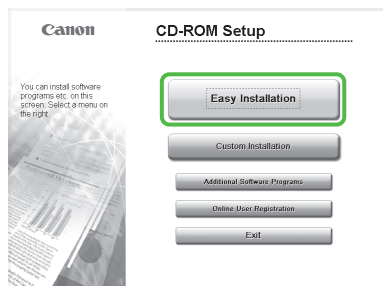 Canon
CD-ROM Setup
You can install software
programs etc. on this
screen. Select a menu on
the right.
Easy Installation
Custom Installation
Additional Software Programs
Online User Registration
Exit